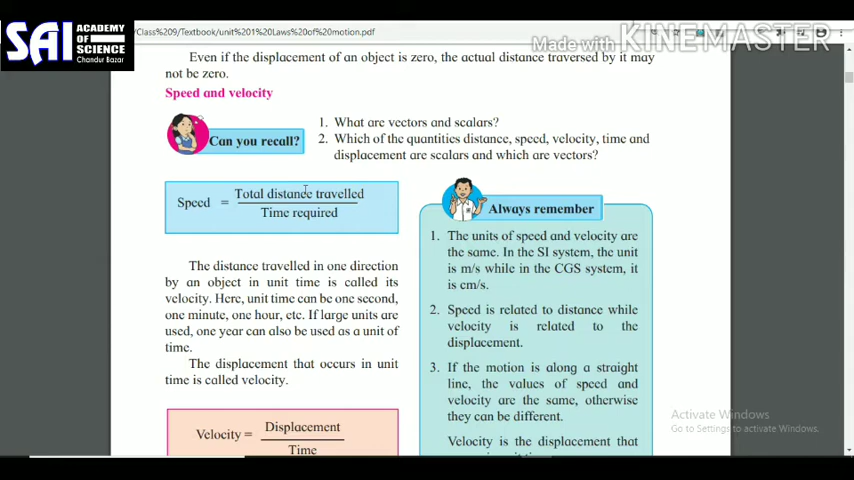 SAI
ACADEMY
OF
SCIENCE
Chandur Bazar
/Class%209/Textbook/unit%201%20Laws%20of%20motion.pdf
Made with KINEMASTER
Even if the displacement of an object is zero, the actual distance traversed by it may
not be zero.
Speed and velocity
Can you recall?
1. What are vectors and scalars?
2. Which of the quantities distance, speed, velocity, time and
displacement are scalars and which are vectors?
Speed = Total distance travelled
Time required
The distance travelled in one direction
by an object in unit time is called its
velocity. Here, unit time can be one second,
one minute, one hour, etc. If large units are
used, one year can also be used as a unit of
time.
The displacement that occurs in unit
time is called velocity.
Velocity = Displacement
Time
Always remember
1. The units of speed and velocity are
the same. In the SI system, the unit
is m/s while in the CGS system, it
is cm/s.
2. Speed is related to distance while
velocity is related to the
displacement.
3. If the motion is along a straight
line, the values of speed and
velocity are the same, otherwise
they can be different.
Velocity is the displacement that
Activate Windows
Go to Settings to activate Windows.